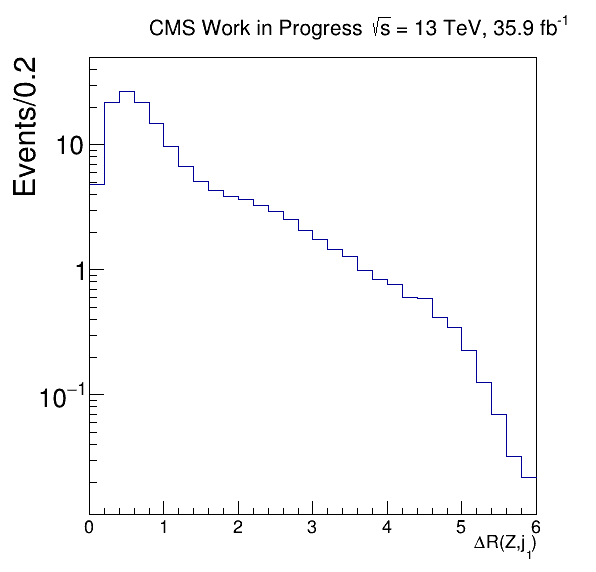 CMS Work in Progress √s = 13 TeV, 35.9 fb⁻¹
Events/0.2
10
1
10⁻¹
0 1 2 3 4 5 6
ΔR(Z,j₁)